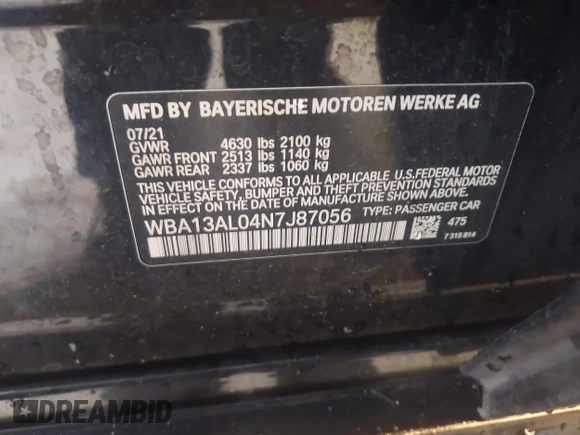 MFD BY BAYERISCHE MOTOREN WERKE AG
07/21
GVWR 4630 lbs 2100 kg
GAWR FRONT 2513 lbs 1140 kg
GAWR REAR 2337 lbs 1060 kg
THIS VEHICLE CONFORMS TO ALL APPLICABLE U.S.FEDERAL MOTOR
VEHICLE SAFETY, BUMPER AND THEFT PREVENTION STANDARDS
IN EFFECT ON THE DATE OF MANUFACTURE SHOWN ABOVE.
WBA13AL04N7J87056 TYPE: PASSENGER CAR
475
7 315 814
DREAMBID